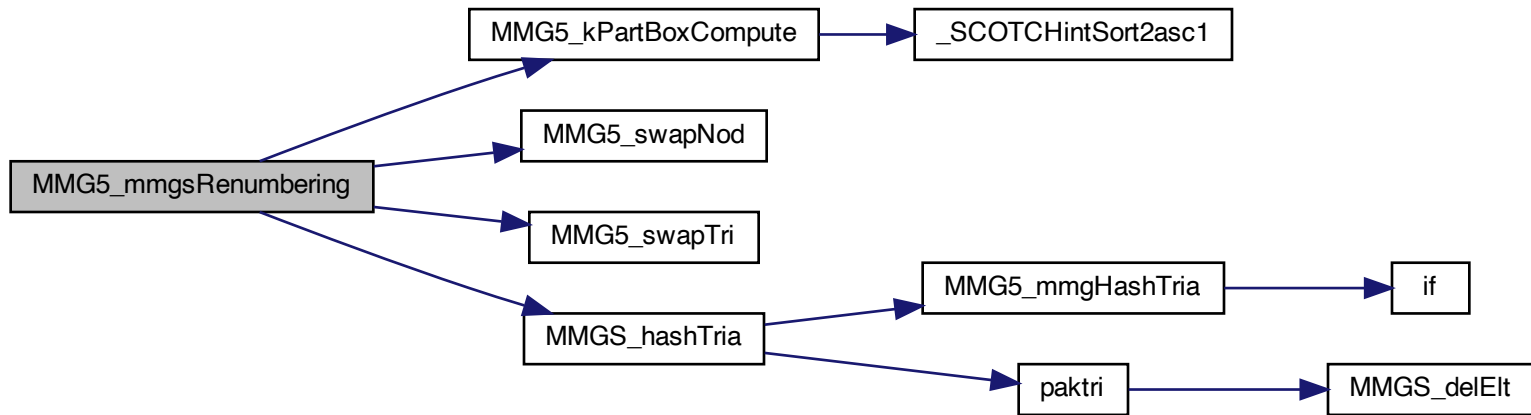 MMG5_kPartBoxCompute
_SCOTCHintSort2asc1
MMG5_swapNod
MMG5_mmgsRenumbering
MMG5_swapTri
MMG5_mmgHashTria
if
MMGS_hashTria
paktri
MMGS_delElt